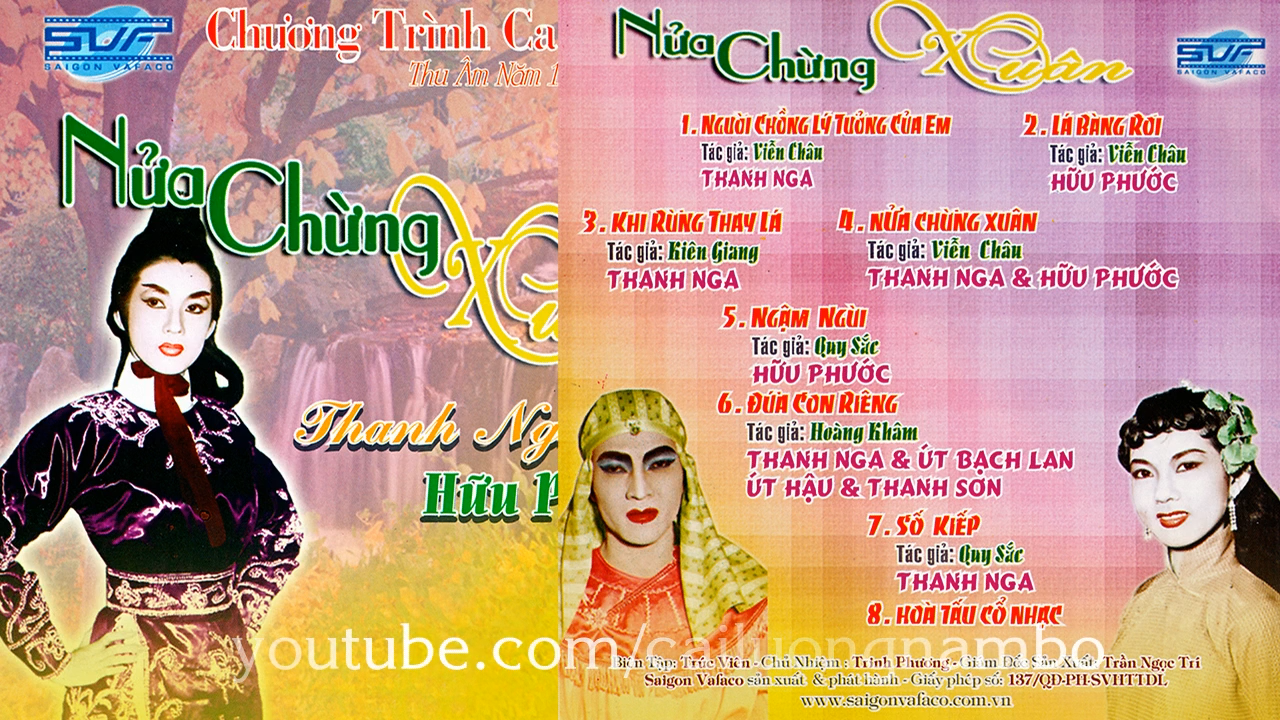 SVF
SAIGON VAFACO
Chương Trình Ca
Thu Âm Năm 1
Nửa
Chừng
Xu
Thanh Ng
Hữu P
Nửa Chừng Xuân
SVF
SAIGON VAFACO
1. NGƯỜI CHỒNG LÝ TƯỞNG CỦA EM
Tác giả: Viễn Châu
THANH NGA
2. LÁ BÀNG RƠI
Tác giả: Viễn Châu
HỮU PHƯỚC
3. KHI RỪNG THAY LÁ
Tác giả: Kiên Giang
THANH NGA
4. NỬA CHỪNG XUÂN
Tác giả: Viễn Châu
THANH NGA & HỮU PHƯỚC
5. NGẬM NGÙI
Tác giả: Quy Sắc
HỮU PHƯỚC
6. ĐỨA CON RIÊNG
Tác giả: Hoàng Khâm
THANH NGA & ÚT BẠCH LAN
ÚT HẬU & THANH SƠN
7. SỐ KIẾP
Tác giả: Quy Sắc
THANH NGA
8. HOÀ TẤU CỔ NHẠC
youtube.com/cailuongnambo
Biên Tập: Trúc Viên - Chủ Nhiệm : Trình Phương - Giám Đốc Sản Xuất: Trần Ngọc Trí
Saigon Vafaco sản xuất & phát hành - Giấy phép số: 137/QĐ-PH-SVHTTDL
www.saigonvafaco.com.vn